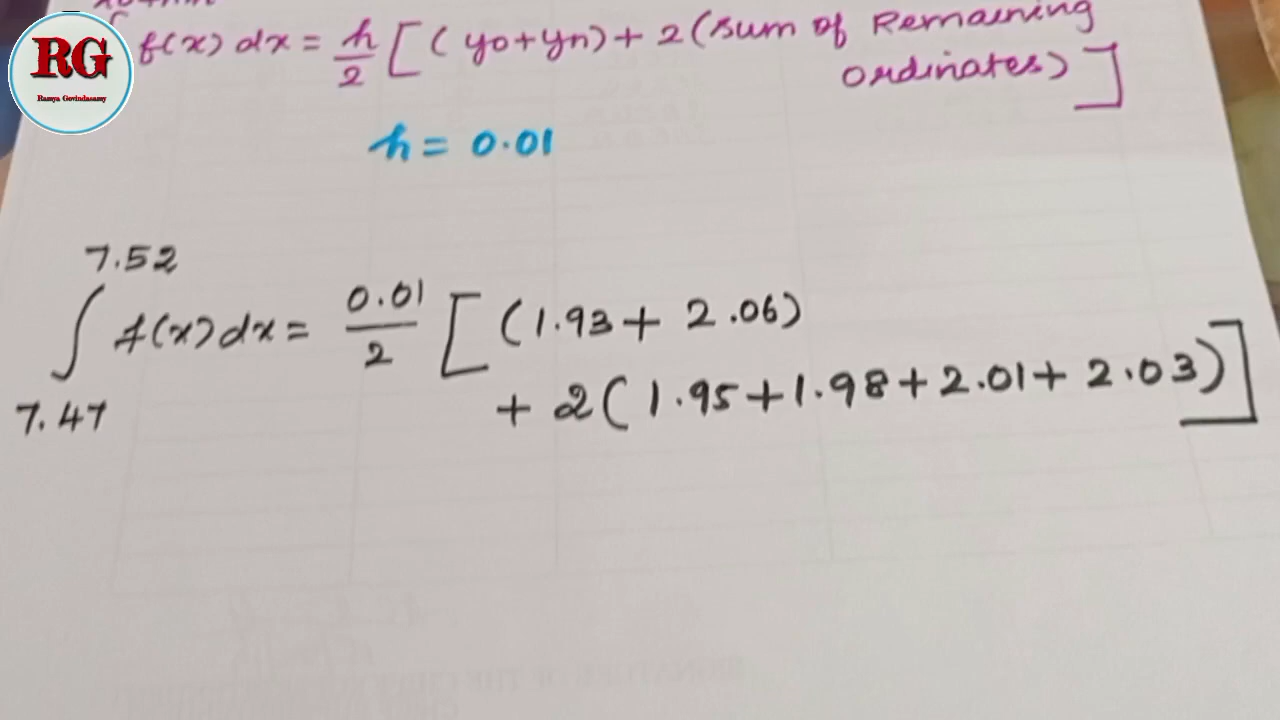 RG
Ramya Govindasamy
f(x) dx = h/2 [ (y0 + yn) + 2 (sum of Remaining
ordinates) ]
h = 0.01
7.52
∫ f(x) dx = 0.01/2 [ (1.93 + 2.06)
+ 2 ( 1.95 + 1.98 + 2.01 + 2.03 ) ]
7.47